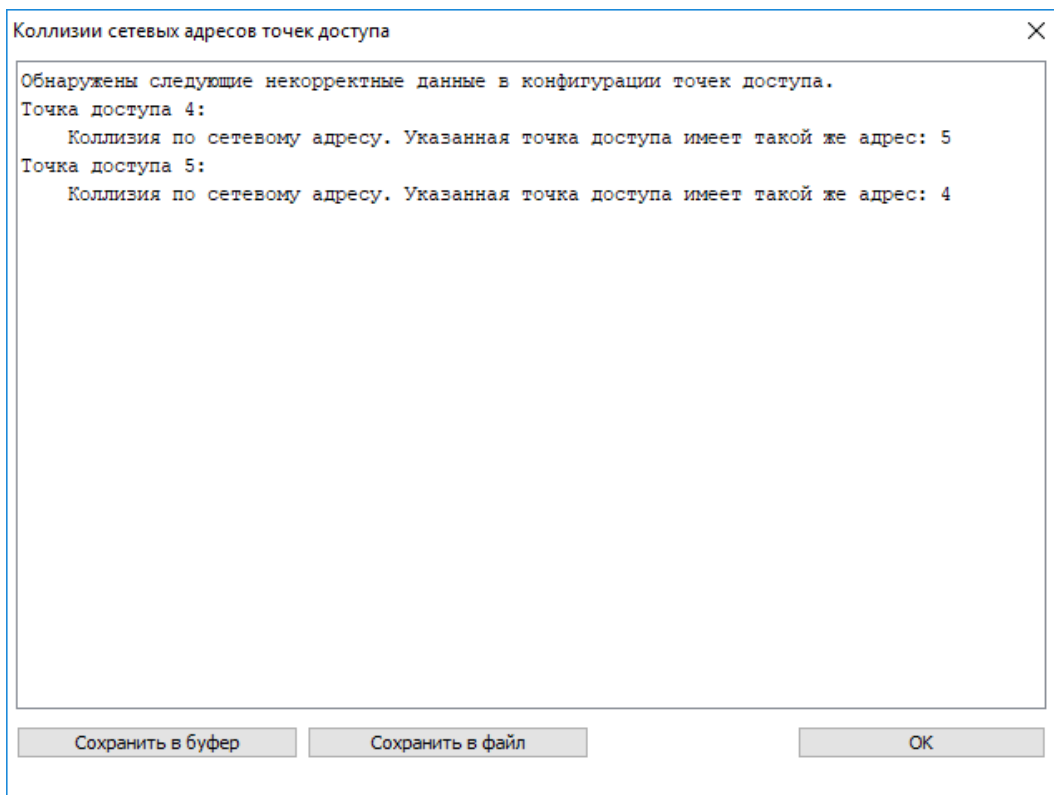 Коллизии сетевых адресов точек доступа
Обнаружены следующие некорректные данные в конфигурации точек доступа.
Точка доступа 4:
Коллизия по сетевому адресу. Указанная точка доступа имеет такой же адрес: 5
Точка доступа 5:
Коллизия по сетевому адресу. Указанная точка доступа имеет такой же адрес: 4
Сохранить в буфер Сохранить в файл OK